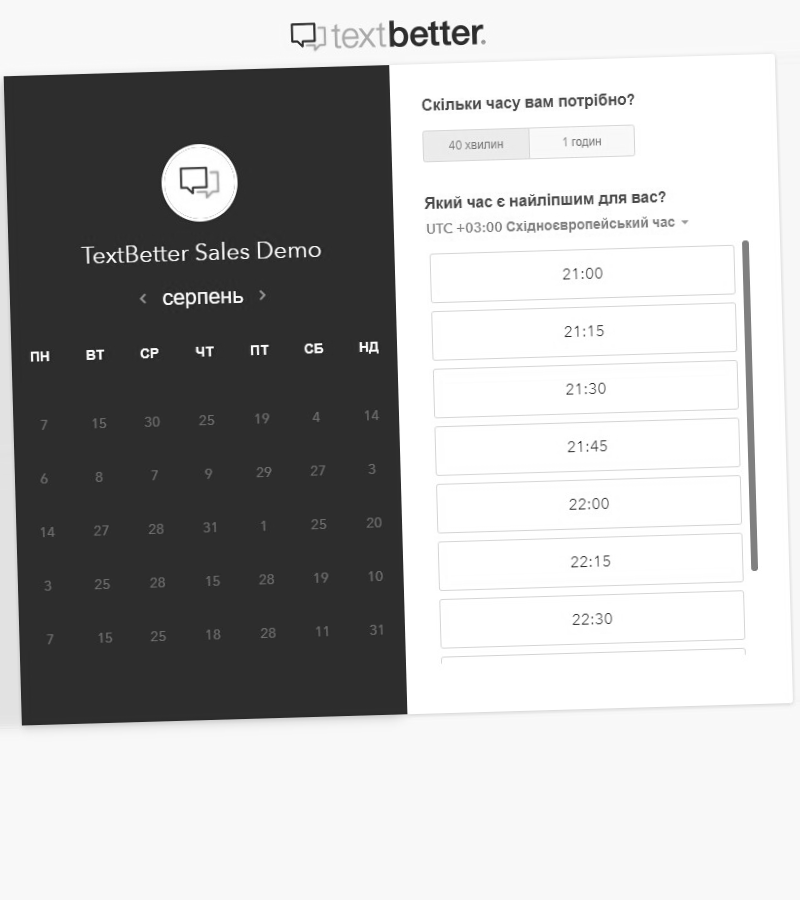 textbetter.
TextBetter Sales Demo
серпень
ПН ВТ СР ЧТ ПТ СБ НД
7 15 30 25 19 4 14
6 8 7 9 29 27 3
14 27 28 31 1 25 20
3 25 28 15 28 19 10
7 15 25 18 28 11 31
Скільки часу вам потрібно?
40 хвилин 1 годин
Який час є найліпшим для вас?
UTC +03:00 Східноєвропейський час
21:00
21:15
21:30
21:45
22:00
22:15
22:30